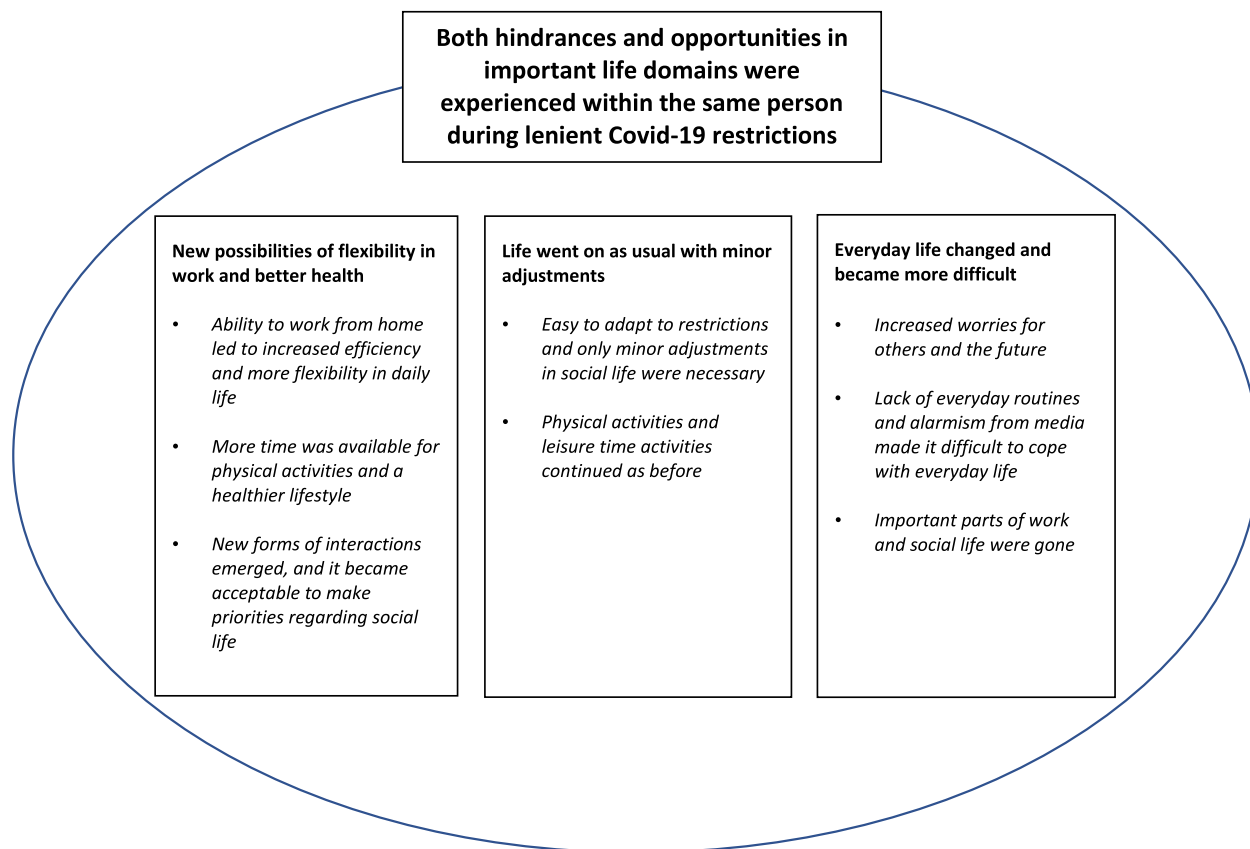 Both hindrances and opportunities in
important life domains were
experienced within the same person
during lenient Covid-19 restrictions
New possibilities of flexibility in
work and better health
• Ability to work from home
led to increased efficiency
and more flexibility in daily
life
• More time was available for
physical activities and a
healthier lifestyle
• New forms of interactions
emerged, and it became
acceptable to make
priorities regarding social
life
Life went on as usual with minor
adjustments
• Easy to adapt to restrictions
and only minor adjustments
in social life were necessary
• Physical activities and
leisure time activities
continued as before
Everyday life changed and
became more difficult
• Increased worries for
others and the future
• Lack of everyday routines
and alarmism from media
made it difficult to cope
with everyday life
• Important parts of work
and social life were gone